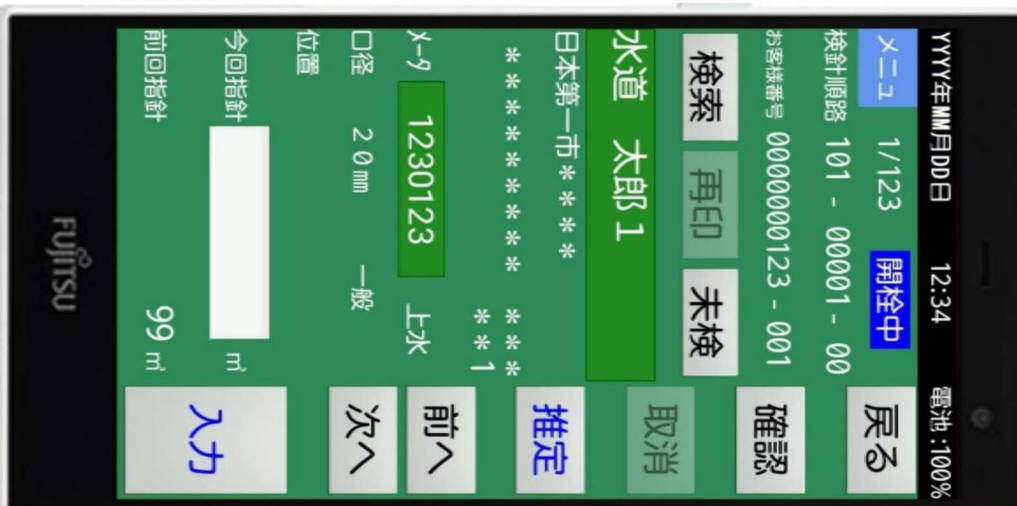 YYYY年MM月DD日 12:34 電池:100%
メニュー 1/123 開栓中 戻る
検針順路 101 - 00001 - 00
お客様番号 0000000123 - 001 確認
検索 再印 未検
水道 太郎1 取消
日本第一市****
********* *** 推定
**1
メータ 1230123 上水 前へ
口径 20mm 一般 次へ
位置
今回指針 ㎥ 入力
前回指針 99 ㎥
FUJITSU